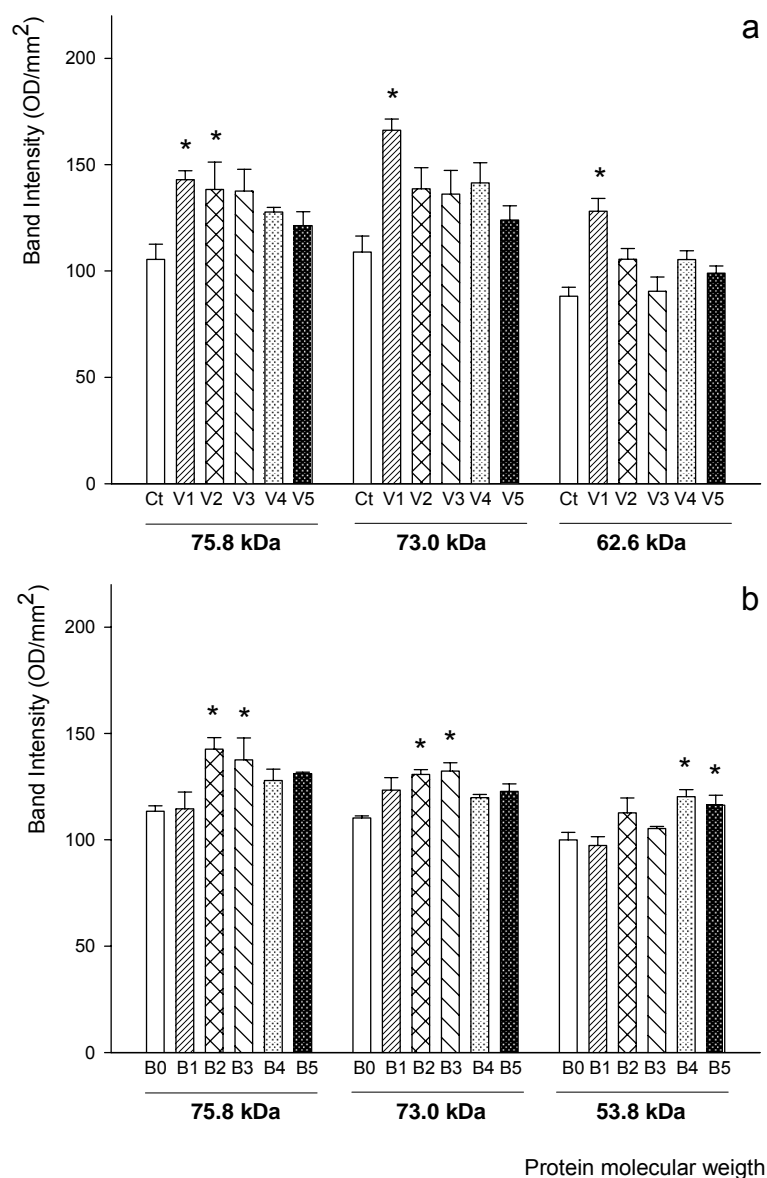 a
Band Intensity (OD/mm2)
200
*
* *
*
150
100
50
0
Ct V1 V2 V3 V4 V5 Ct V1 V2 V3 V4 V5 Ct V1 V2 V3 V4 V5
75.8 kDa 73.0 kDa 62.6 kDa
b
Band Intensity (OD/mm2)
200
* * * * * *
150
100
50
0
B0 B1 B2 B3 B4 B5 B0 B1 B2 B3 B4 B5 B0 B1 B2 B3 B4 B5
75.8 kDa 73.0 kDa 53.8 kDa
Protein molecular weigth